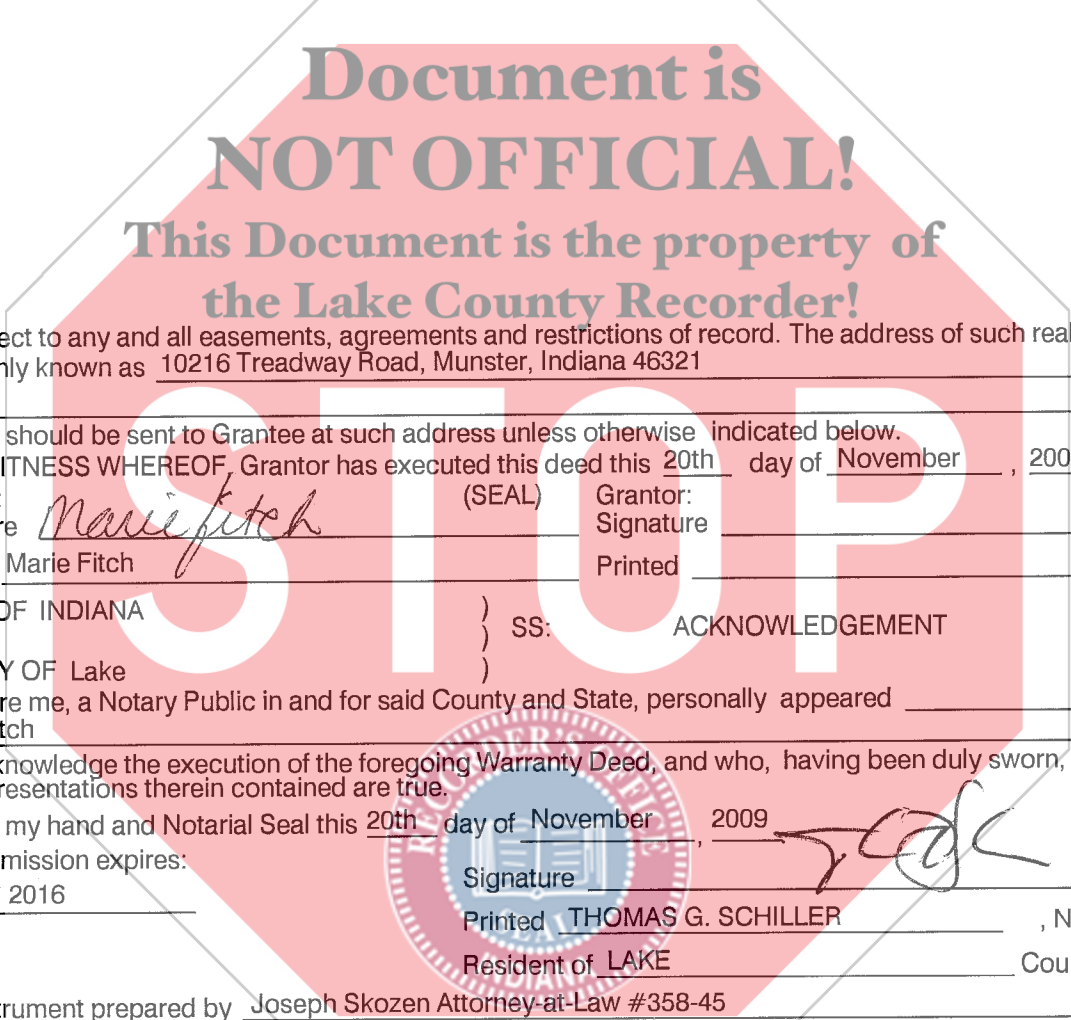 Document is
NOT OFFICIAL!
This Document is the property of
the Lake County Recorder!
ect to any and all easements, agreements and restrictions of record. The address of such real
nly known as 10216 Treadway Road, Munster, Indiana 46321
STOP
should be sent to Grantee at such address unless otherwise indicated below.
ITNESS WHEREOF, Grantor has executed this deed this 20th day of November , 200
(SEAL) Grantor:
re Marie Fitch Signature
Marie Fitch Printed
OF INDIANA )
) SS: ACKNOWLEDGEMENT
Y OF Lake )
re me, a Notary Public in and for said County and State, personally appeared
tch
knowledge the execution of the foregoing Warranty Deed, and who, having been duly sworn,
resentations therein contained are true.
my hand and Notarial Seal this 20th day of November , 2009
mission expires:
Signature
2016
Printed THOMAS G. SCHILLER , N
Resident of LAKE Cou
trument prepared by Joseph Skozen Attorney-at-Law #358-45
RECORDER'S OFFICE
SEAL
INDIANA